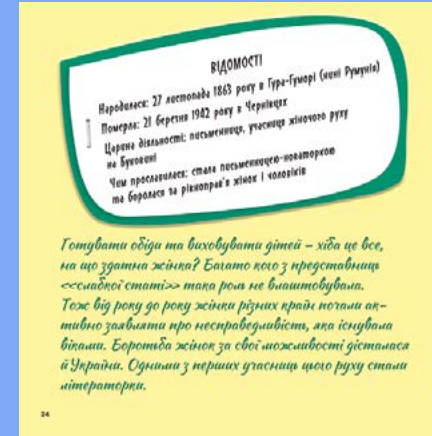 ВІДОМОСТІ
Народилася: 27 листопада 1863 року в Гура-Гуморі (нині Румунія)
Померла: 21 березня 1942 року в Чернівцях
Царина діяльності: письменниця, учасниця жіночого руху
на Буковині
Чим прославилася: стала письменницею-новаторкою
та боролася за рівноправ'я жінок і чоловіків
Готувати обіди та виховувати дітей – хіба це все,
на що здатна жінка? Багато кого з представниць
<<слабкої статі>> така роль не влаштовувала.
Тож від року до року жінки різних країн почали ак-
тивно заявляти про несправедливість, яка існувала
віками. Боротьба жінок за свої можливості дісталася
й України. Одними з перших учасниць цього руху стали
літераторки.
24